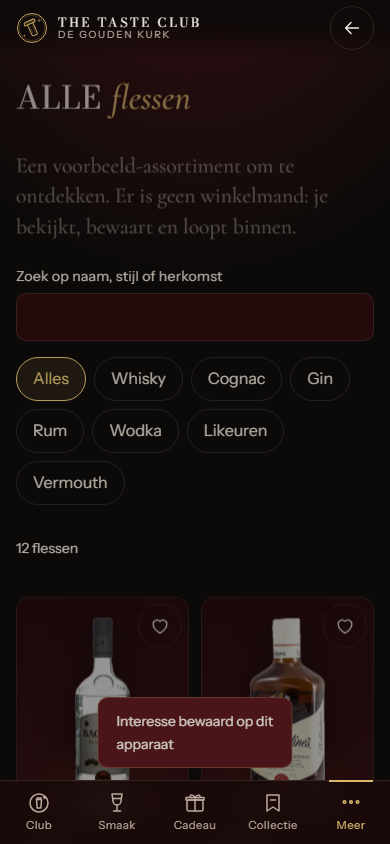 THE TASTE CLUB
DE GOUDEN KURK
ALLE flessen
Een voorbeeld-assortiment om te
ontdekken. Er is geen winkelmand: je
bekijkt, bewaart en loopt binnen.
Zoek op naam, stijl of herkomst
Alles Whisky Cognac Gin
Rum Wodka Likeuren
Vermouth
12 flessen
Interesse bewaard op dit
apparaat
Club Smaak Cadeau Collectie Meer